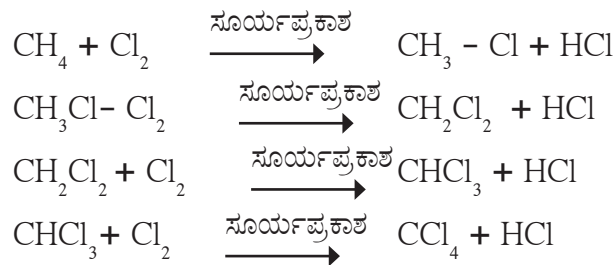 CH₄ + Cl₂ ಸೂರ್ಯಪ್ರಕಾಶ → CH₃ – Cl + HCl
CH₃Cl – Cl₂ ಸೂರ್ಯಪ್ರಕಾಶ → CH₂Cl₂ + HCl
CH₂Cl₂ + Cl₂ ಸೂರ್ಯಪ್ರಕಾಶ → CHCl₃ + HCl
CHCl₃ + Cl₂ ಸೂರ್ಯಪ್ರಕಾಶ → CCl₄ + HCl